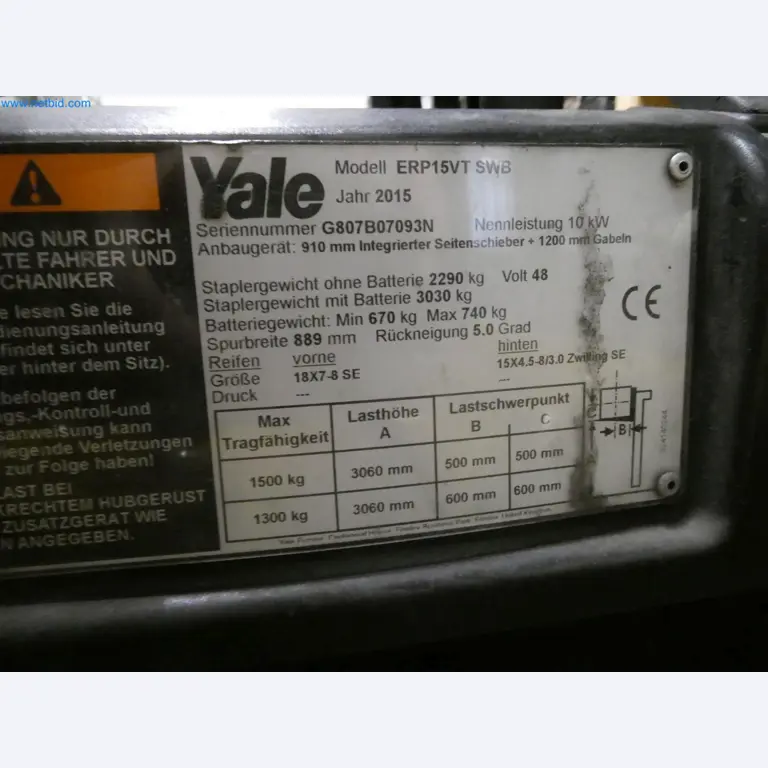 www.netbid.com
Yale
Modell ERP15VT SWB
Jahr 2015
Seriennummer G807B07093N Nennleistung 10 kW
Anbaugerät: 910 mm Integrierter Seitenschieber + 1200 mm Gabeln
Staplergewicht ohne Batterie 2290 kg Volt 48
Staplergewicht mit Batterie 3030 kg
Batteriegewicht: Min 670 kg Max 740 kg
Spurbreite 889 mm Rückneigung 5.0 Grad
Reifen vorne hinten
Größe 18X7-8 SE 15X4.5-8/3.0 Zwilling SE
Druck --- ---
CE
Max Tragfähigkeit Lasthöhe A Lastschwerpunkt B C
1500 kg 3060 mm 500 mm 500 mm
1300 kg 3060 mm 600 mm 600 mm
C
B
NG NUR DURCH
TE FAHRER UND
CHANIKER
e lesen Sie die
dienungsanleitung
findet sich unter
er hinter dem Sitz).
befolgen der
gs,-Kontroll-und
sanweisung kann
iegende Verletzungen
zur Folge haben!
LAST BEI
KRECHTEM HUBGERÜST
ZUSATZGERÄT WIE
N ANGEGEBEN.